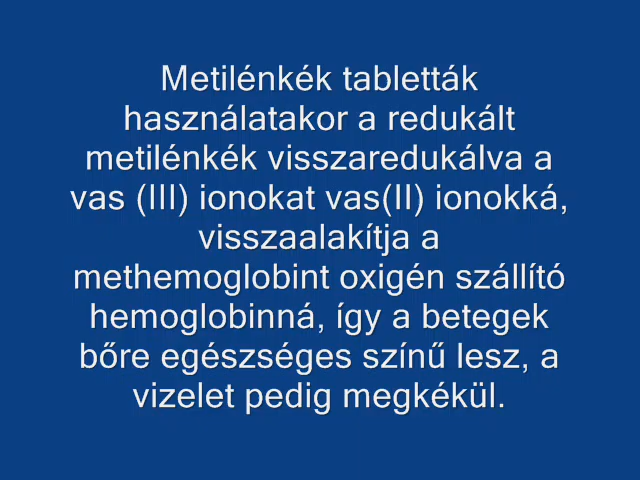 Metilénkék tabletták
használatakor a redukált
metilénkék visszaredukálva a
vas (III) ionokat vas(II) ionokká,
visszaalakítja a
methemoglobint oxigén szállító
hemoglobinná, így a betegek
bőre egészséges színű lesz, a
vizelet pedig megkékül.